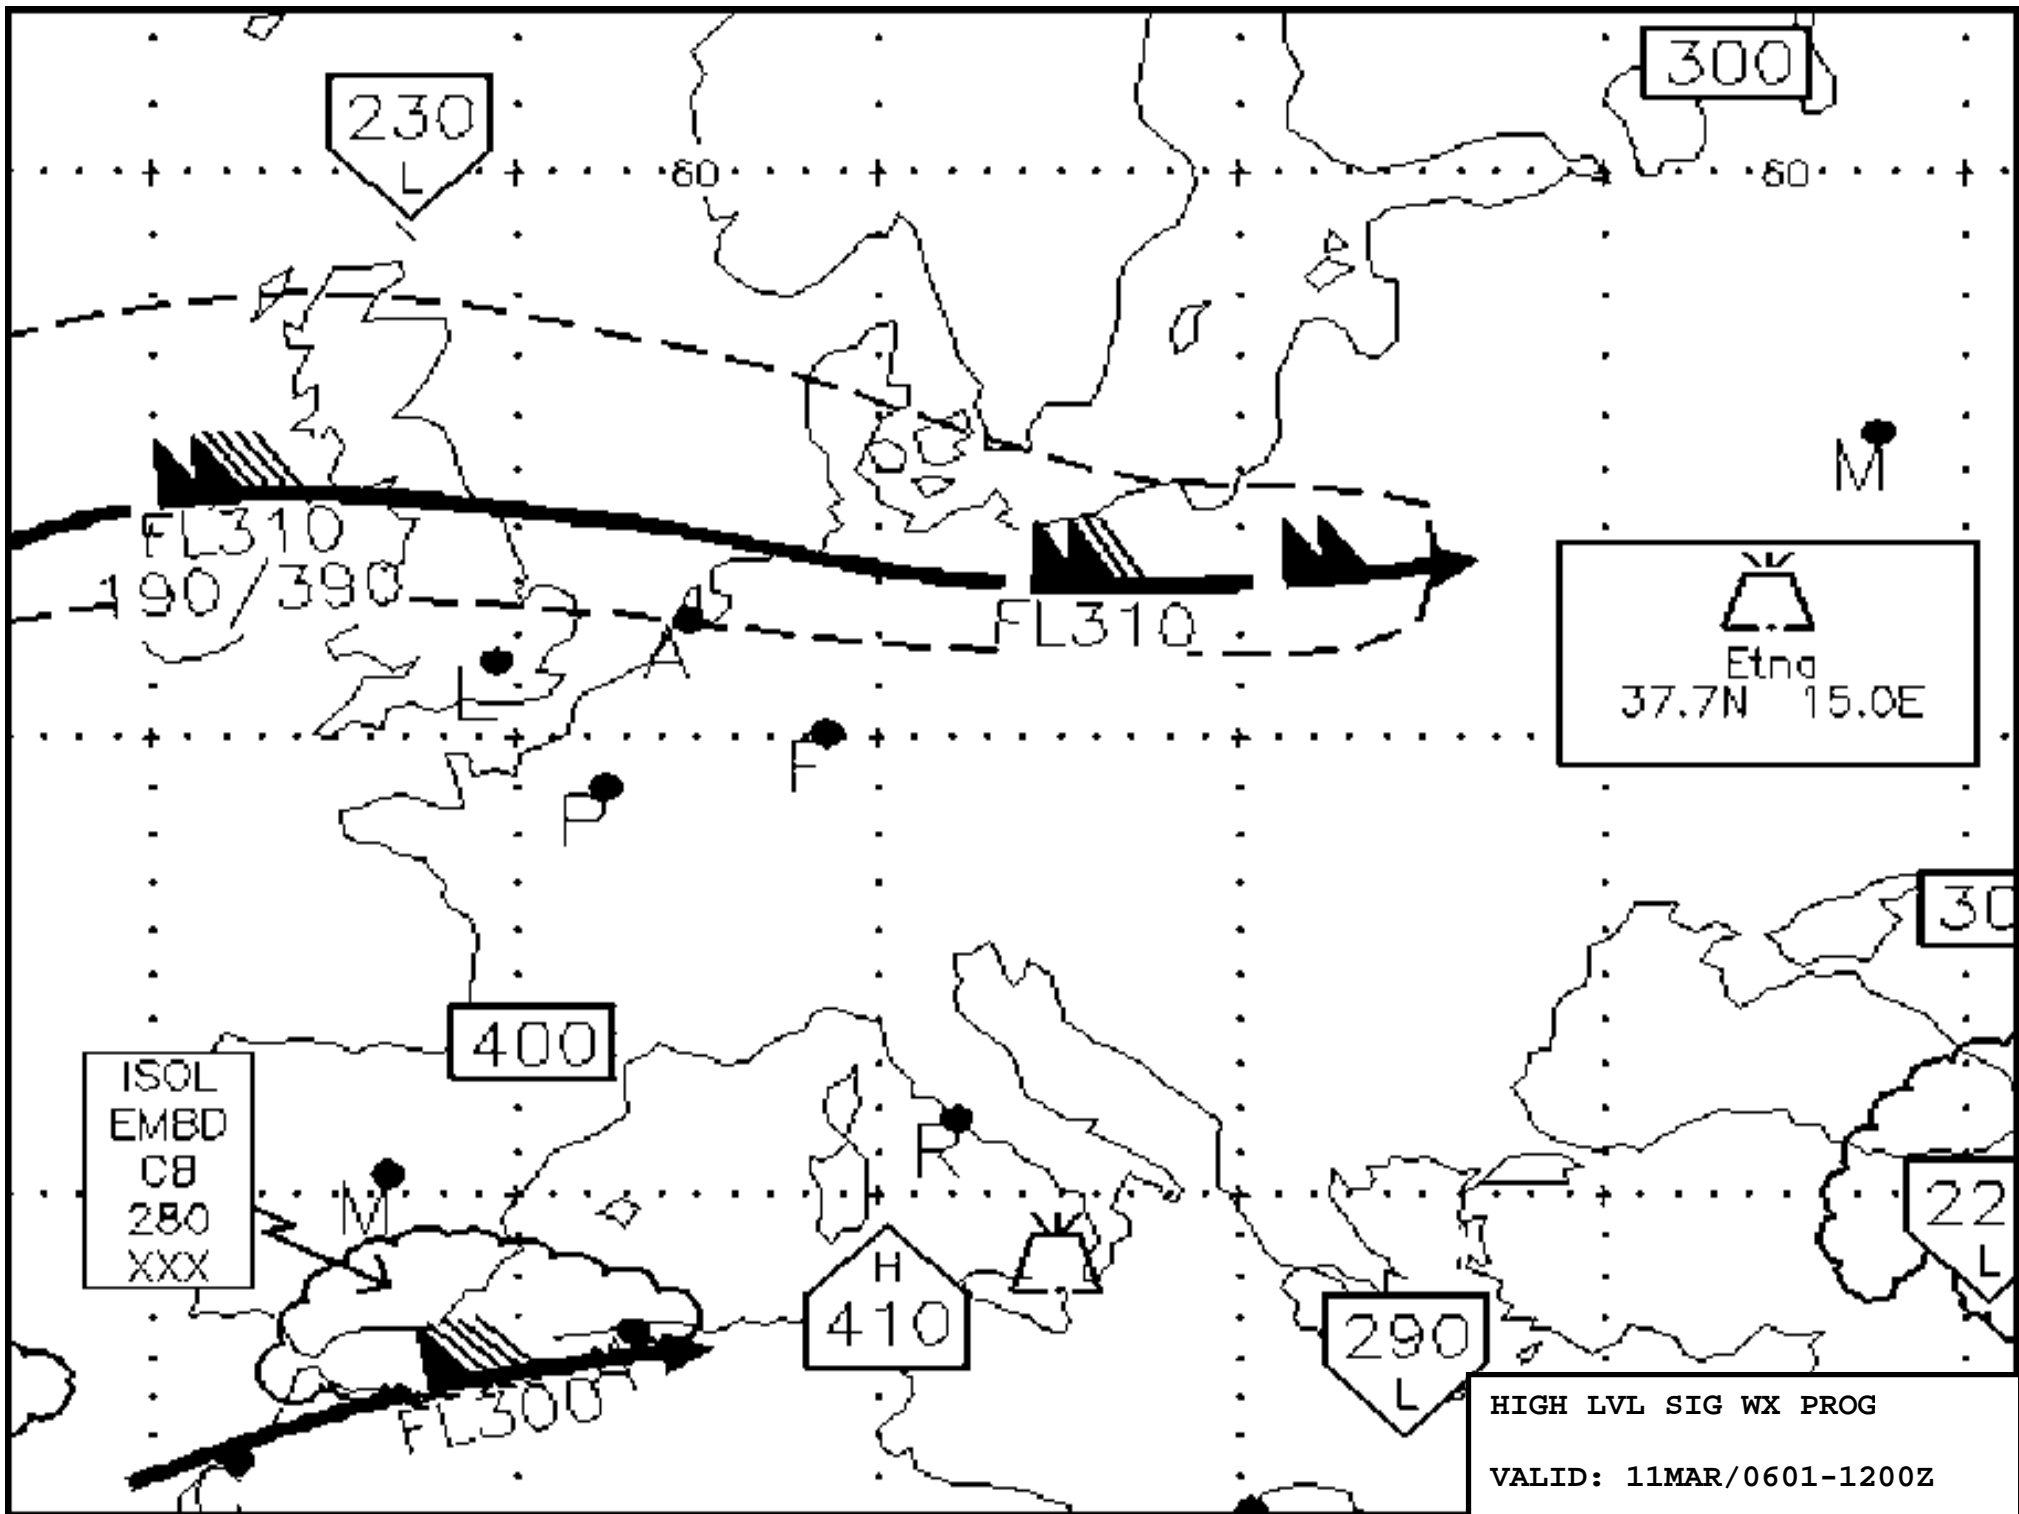 230
L
300
60
60
M
FL310
190 390
FL310
A
L
F
P
Etna
37.7N 15.0E
30
400
ISOL
EMBD
CB
280
XXX
M
R
22
L
H
410
290
L
FL300
HIGH LVL SIG WX PROG
VALID: 11MAR/0601-1200Z